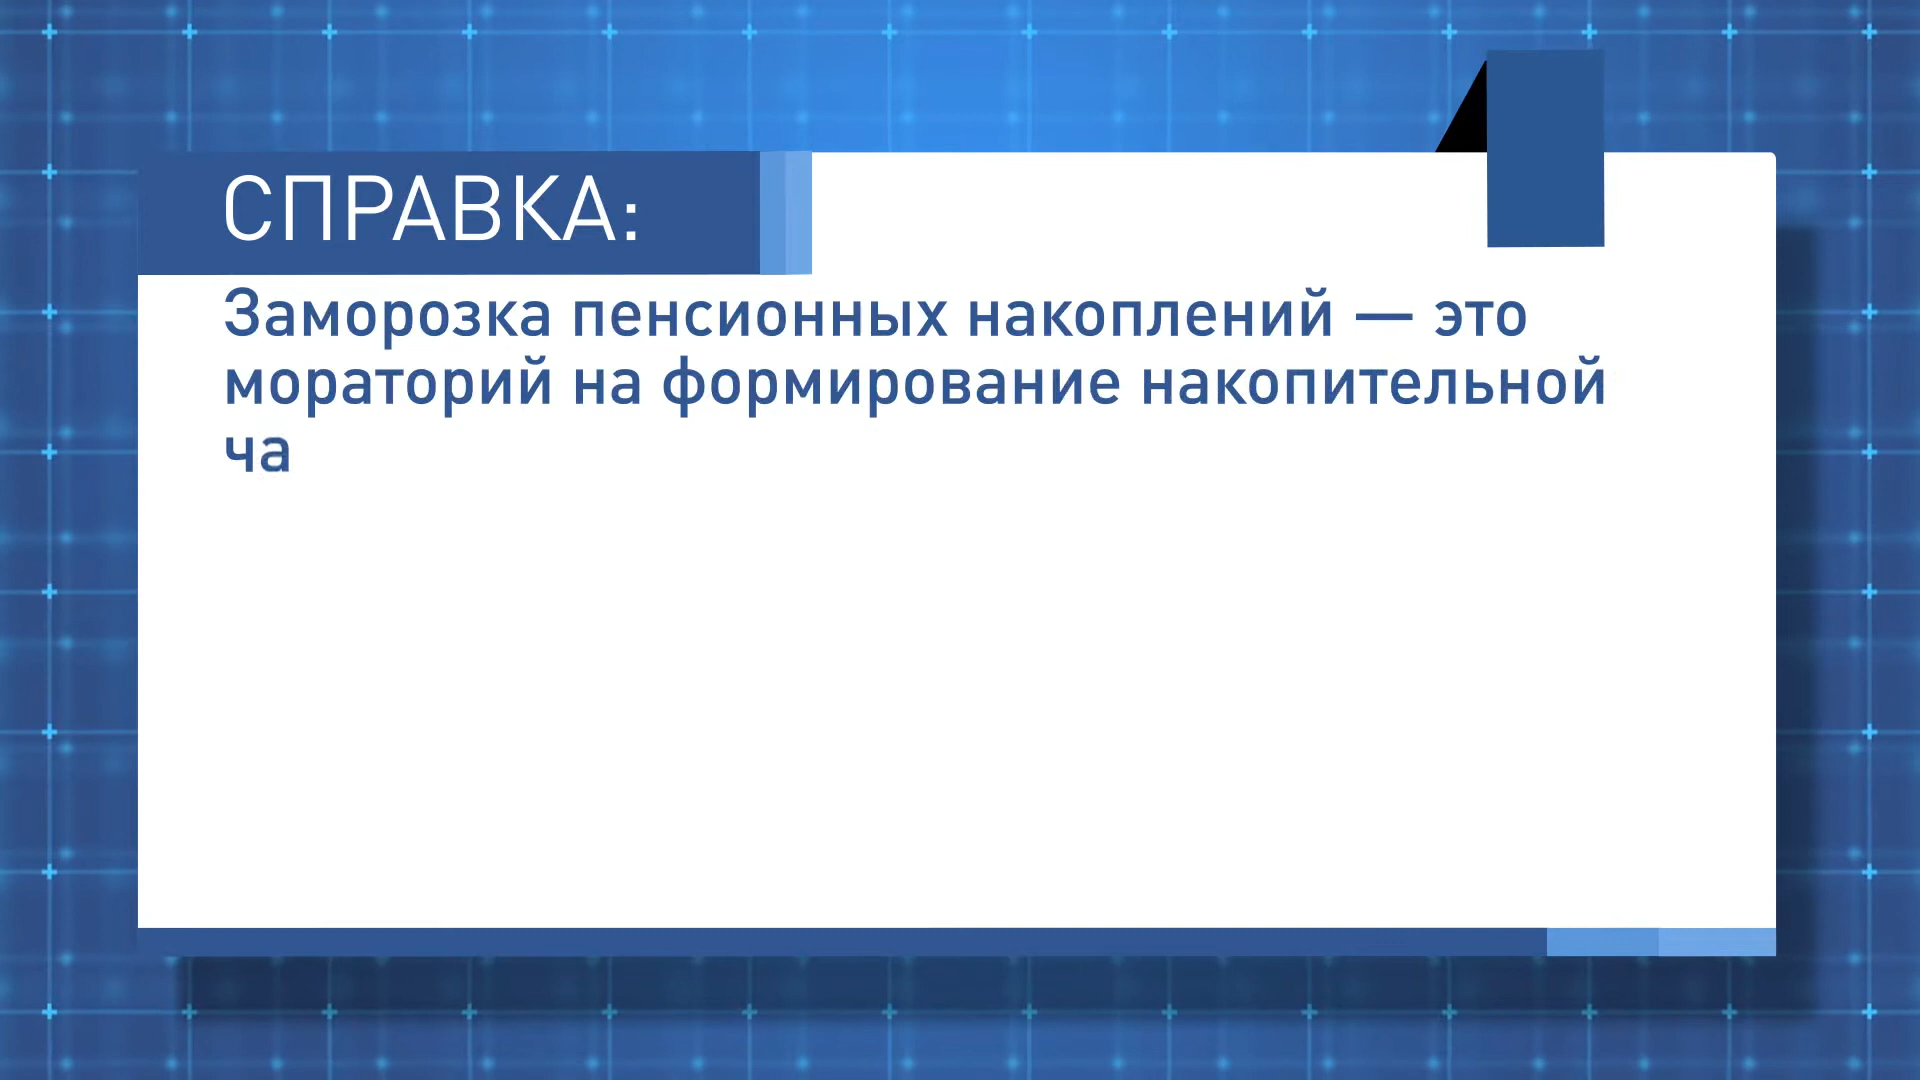 СПРАВКА:
Заморозка пенсионных накоплений — это
мораторий на формирование накопительной
ча